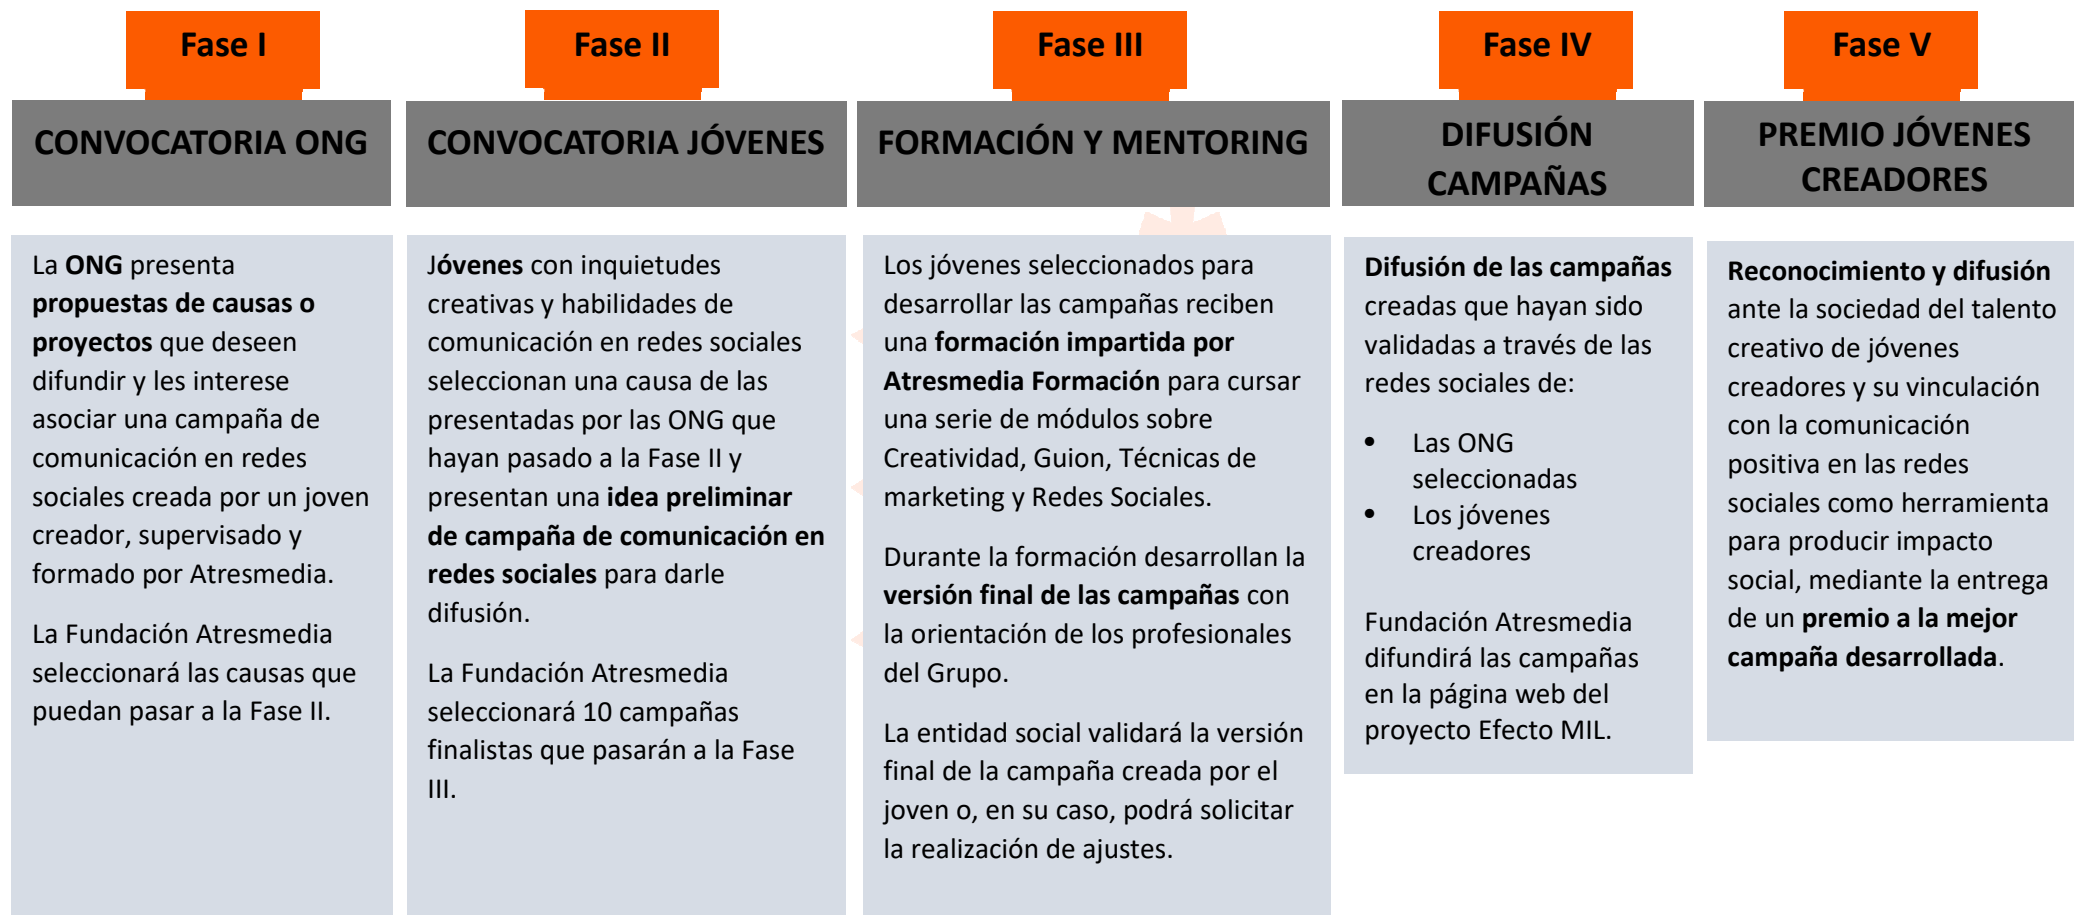 Fase I
CONVOCATORIA ONG
La ONG presenta
propuestas de causas o
proyectos que deseen
difundir y les interese
asociar una campaña de
comunicación en redes
sociales creada por un joven
creador, supervisado y
formado por Atresmedia.
La Fundación Atresmedia
seleccionará las causas que
puedan pasar a la Fase II.
Fase II
CONVOCATORIA JÓVENES
Jóvenes con inquietudes
creativas y habilidades de
comunicación en redes sociales
seleccionan una causa de las
presentadas por las ONG que
hayan pasado a la Fase II y
presentan una idea preliminar
de campaña de comunicación en
redes sociales para darle
difusión.
La Fundación Atresmedia
seleccionará 10 campañas
finalistas que pasarán a la Fase
III.
Fase III
FORMACIÓN Y MENTORING
Los jóvenes seleccionados para
desarrollar las campañas reciben
una formación impartida por
Atresmedia Formación para cursar
una serie de módulos sobre
Creatividad, Guion, Técnicas de
marketing y Redes Sociales.
Durante la formación desarrollan la
versión final de las campañas con
la orientación de los profesionales
del Grupo.
La entidad social validará la versión
final de la campaña creada por el
joven o, en su caso, podrá solicitar
la realización de ajustes.
Fase IV
DIFUSIÓN
CAMPAÑAS
Difusión de las campañas
creadas que hayan sido
validadas a través de las
redes sociales de:
• Las ONG
seleccionadas
• Los jóvenes
creadores
Fundación Atresmedia
difundirá las campañas
en la página web del
proyecto Efecto MIL.
Fase V
PREMIO JÓVENES
CREADORES
Reconocimiento y difusión
ante la sociedad del talento
creativo de jóvenes
creadores y su vinculación
con la comunicación
positiva en las redes
sociales como herramienta
para producir impacto
social, mediante la entrega
de un premio a la mejor
campaña desarrollada.